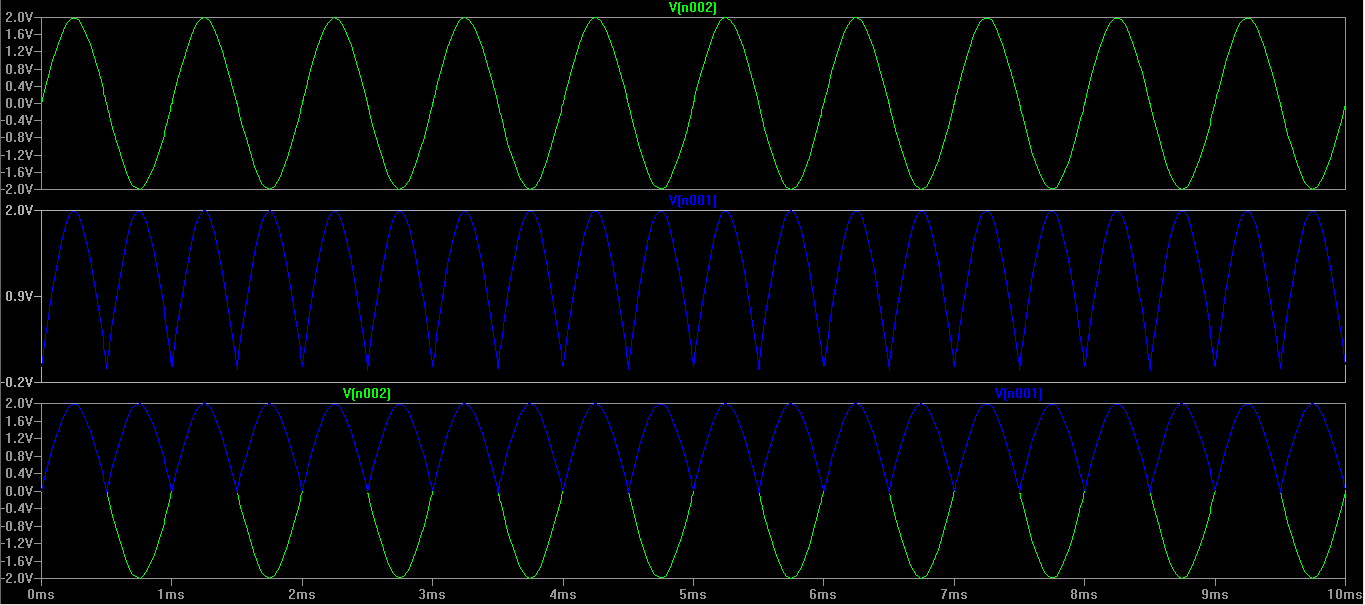 V(n002)
2.0V
1.6V
1.2V
0.8V
0.4V
0.0V
-0.4V
-0.8V
-1.2V
-1.6V
-2.0V
V(n001)
2.0V
0.9V
-0.2V
V(n002) V(n001)
2.0V
1.6V
1.2V
0.8V
0.4V
0.0V
-0.4V
-0.8V
-1.2V
-1.6V
-2.0V
0ms 1ms 2ms 3ms 4ms 5ms 6ms 7ms 8ms 9ms 10ms